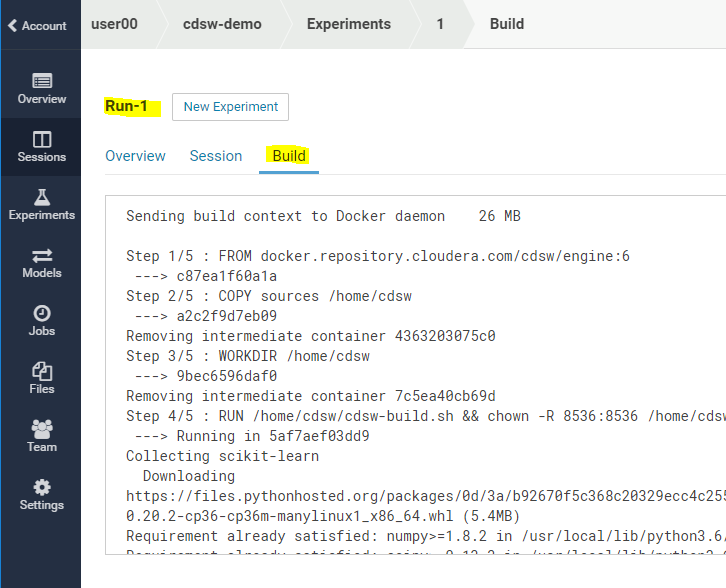 Account
user00
cdsw-demo
Experiments
1
Build
Overview
Sessions
Experiments
Models
Jobs
Files
Team
Settings
Run-1
New Experiment
Overview
Session
Build
Sending build context to Docker daemon    26 MB
Step 1/5 : FROM docker.repository.cloudera.com/cdsw/engine:6
---> c87ea1f60a1a
Step 2/5 : COPY sources /home/cdsw
---> a2c2f9d7eb09
Removing intermediate container 4363203075c0
Step 3/5 : WORKDIR /home/cdsw
---> 9bec6596daf0
Removing intermediate container 7c5ea40cb69d
Step 4/5 : RUN /home/cdsw/cdsw-build.sh && chown -R 8536:8536 /home/cdsw
---> Running in 5af7aef03dd9
Collecting scikit-learn
Downloading
https://files.pythonhosted.org/packages/0d/3a/b92670f5c368c20329ecc4c255
0.20.2-cp36-cp36m-manylinux1_x86_64.whl (5.4MB)
Requirement already satisfied: numpy>=1.8.2 in /usr/local/lib/python3.6/